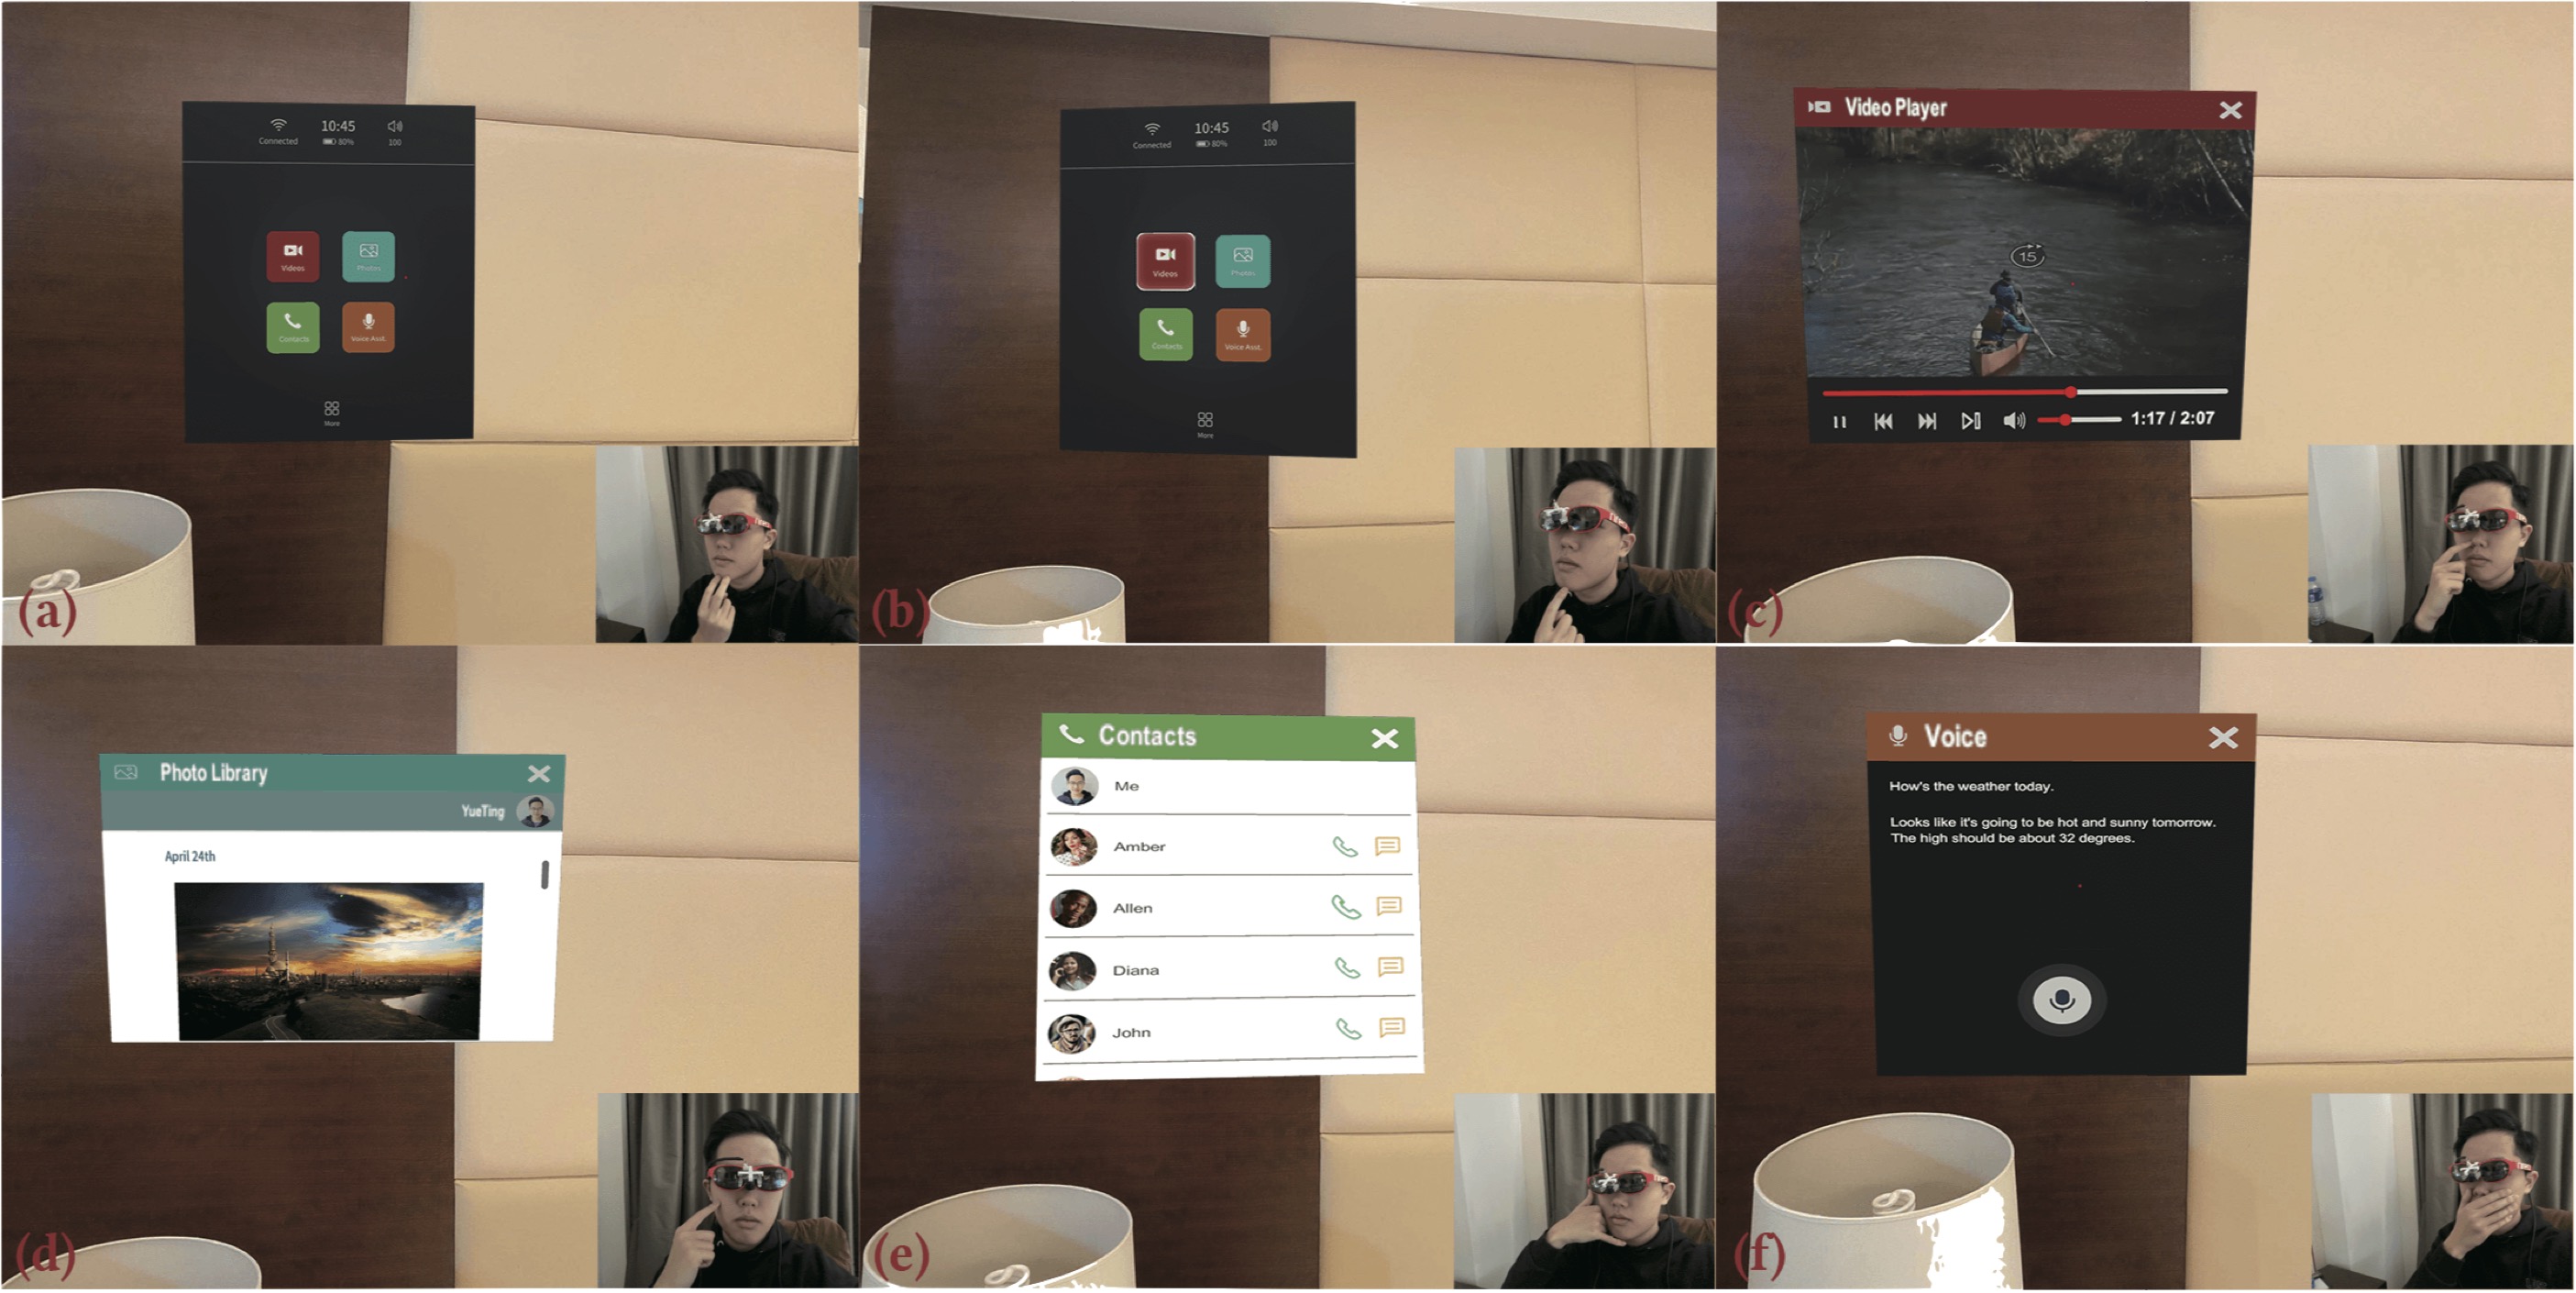 Connected
10:45
80%
100
Videos
Photos
Contacts
Voice Asst.
More
(a)
Connected
10:45
80%
100
Videos
Photos
Contacts
Voice Asst.
More
(b)
Video Player
15
1:17 / 2:07
(c)
Photo Library
YueTing
April 24th
(d)
Contacts
Me
Amber
Allen
Diana
John
(e)
Voice
How's the weather today.
Looks like it's going to be hot and sunny tomorrow.
The high should be about 32 degrees.
(f)